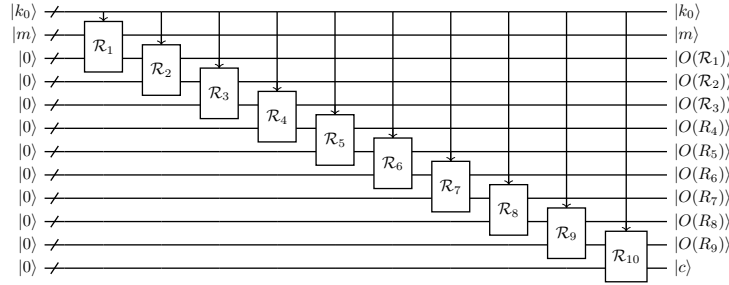 |k₀⟩ |k₀⟩
|m⟩ ℛ₁ |m⟩
|0⟩ ℛ₂ |O(ℛ₁)⟩
|0⟩ ℛ₃ |O(ℛ₂)⟩
|0⟩ ℛ₄ |O(ℛ₃)⟩
|0⟩ ℛ₅ |O(R₄)⟩
|0⟩ ℛ₆ |O(R₅)⟩
|0⟩ ℛ₇ |O(R₆)⟩
|0⟩ ℛ₈ |O(R₇)⟩
|0⟩ ℛ₉ |O(R₈)⟩
|0⟩ ℛ₁₀ |O(R₉)⟩
|0⟩ |c⟩